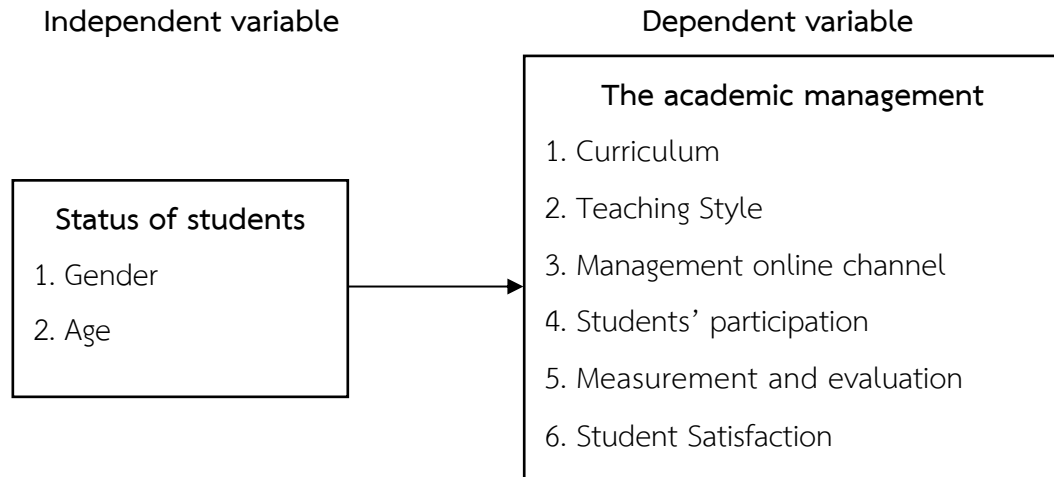 Independent variable
Dependent variable
Status of students
1. Gender
2. Age
The academic management
1. Curriculum
2. Teaching Style
3. Management online channel
4. Students’ participation
5. Measurement and evaluation
6. Student Satisfaction